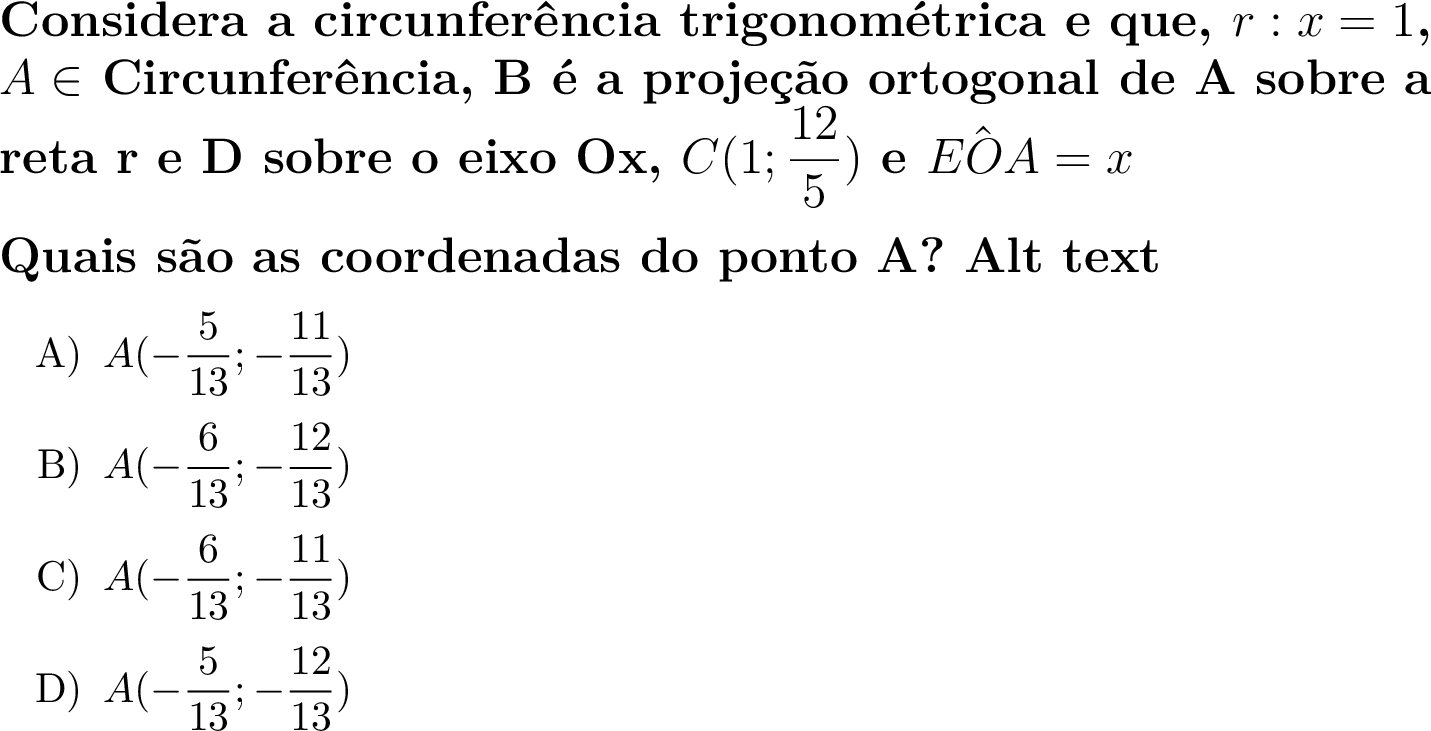 Considera a circunferência trigonométrica e que, $r : x = 1$,
$A \in$ Circunferência, B é a projeção ortogonal de A sobre a
reta r e D sobre o eixo Ox, $C(1; \frac{12}{5})$ e $E\hat{O}A = x$
Quais são as coordenadas do ponto A? Alt text
A) $A(-\frac{5}{13}; -\frac{11}{13})$
B) $A(-\frac{6}{13}; -\frac{12}{13})$
C) $A(-\frac{6}{13}; -\frac{11}{13})$
D) $A(-\frac{5}{13}; -\frac{12}{13})$